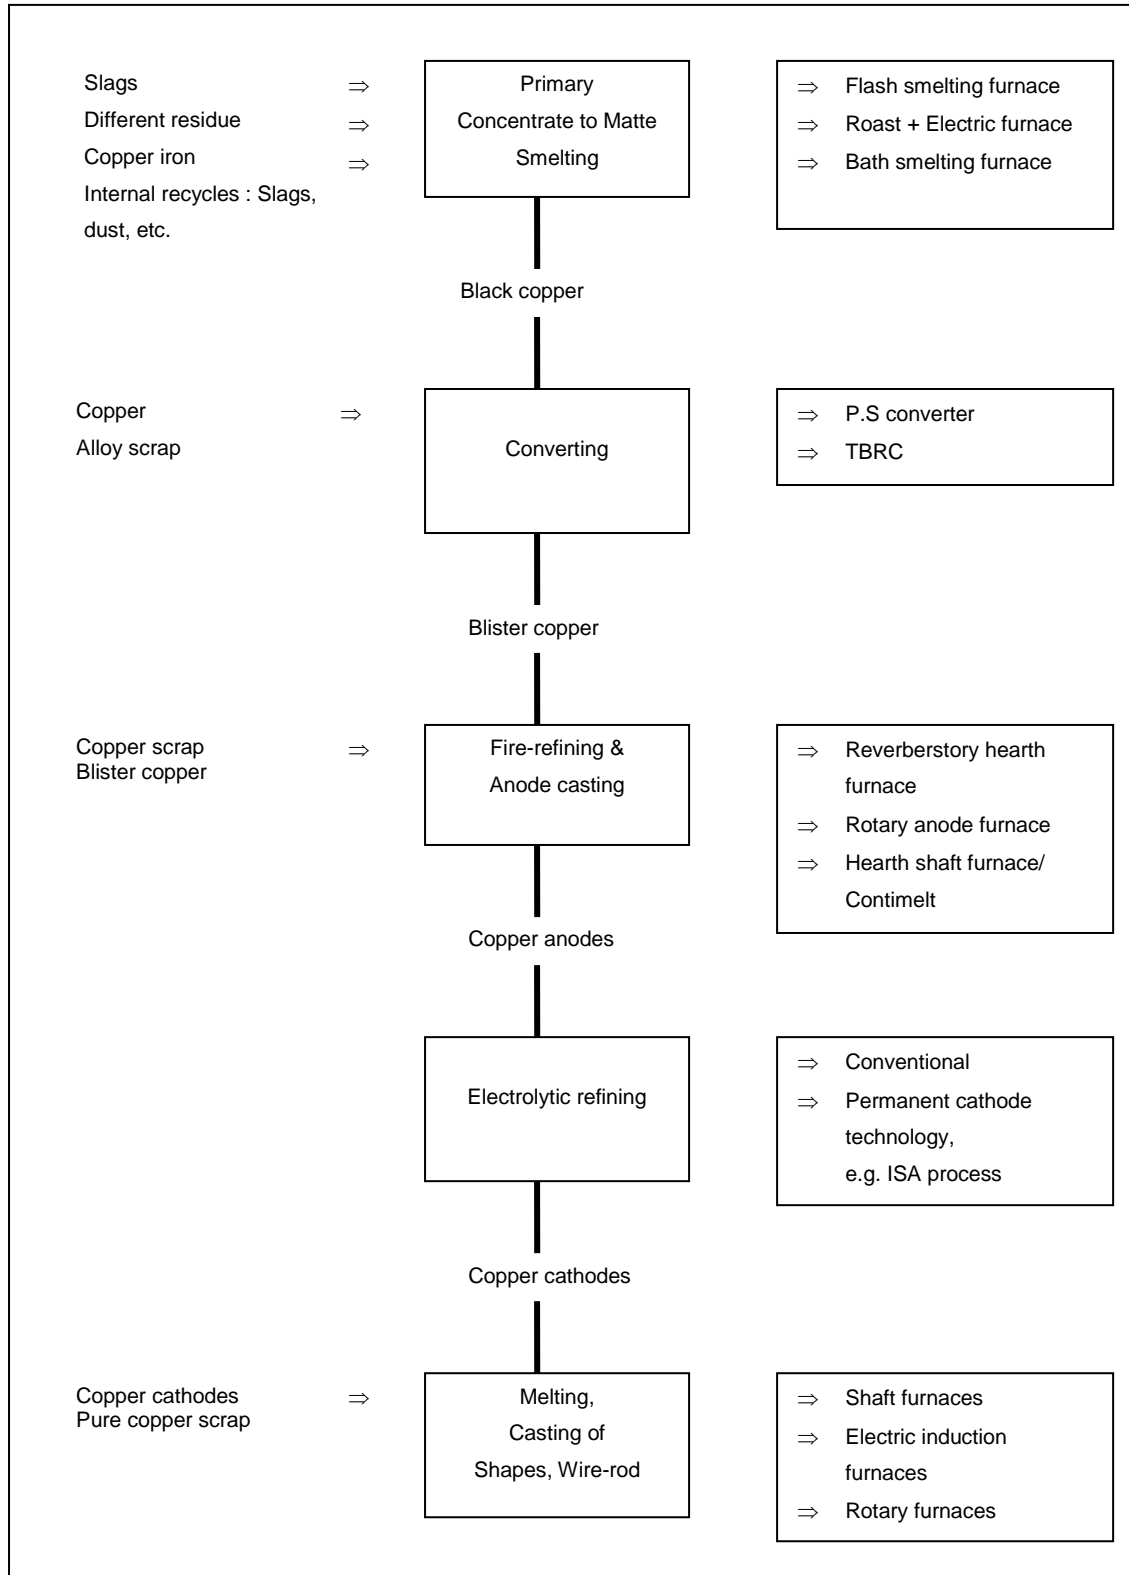 Slags ⇒
Different residue ⇒
Copper iron ⇒
Internal recycles : Slags,
dust, etc.
Primary
Concentrate to Matte
Smelting
⇒ Flash smelting furnace
⇒ Roast + Electric furnace
⇒ Bath smelting furnace
Black copper
Copper ⇒
Alloy scrap
Converting
⇒ P.S converter
⇒ TBRC
Blister copper
Copper scrap ⇒
Blister copper
Fire-refining &
Anode casting
⇒ Reverberstory hearth
furnace
⇒ Rotary anode furnace
⇒ Hearth shaft furnace/
Contimelt
Copper anodes
Electrolytic refining
⇒ Conventional
⇒ Permanent cathode
technology,
e.g. ISA process
Copper cathodes
Copper cathodes ⇒
Pure copper scrap
Melting,
Casting of
Shapes, Wire-rod
⇒ Shaft furnaces
⇒ Electric induction
furnaces
⇒ Rotary furnaces